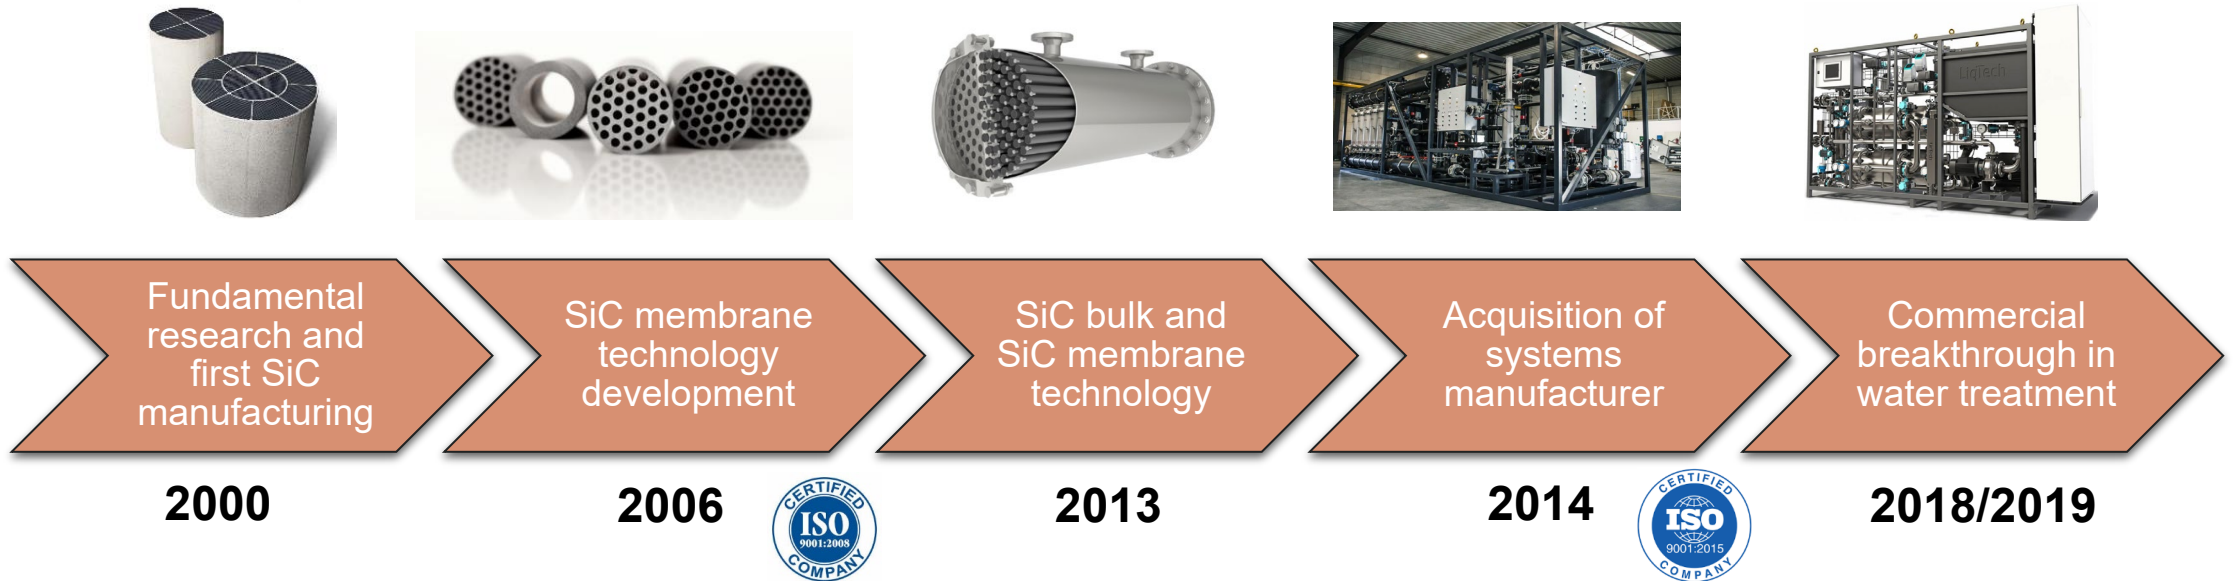 LiqTech
Fundamental
research and
first SiC
manufacturing
SiC membrane
technology
development
SiC bulk and
SiC membrane
technology
Acquisition of
systems
manufacturer
Commercial
breakthrough in
water treatment
2000
2006
CERTIFIED
ISO
9001:2008
COMPANY
2013
2014
CERTIFIED
ISO
9001:2015
COMPANY
2018/2019